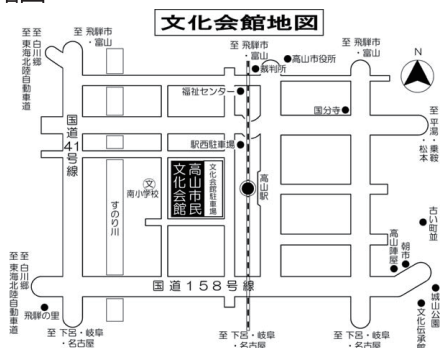 文化会館地図
至 白川郷
至 東海北陸自動車道
至 飛騨市
・富山
至 飛騨市
・富山
至 飛騨市
・富山
高山市役所
裁判所
福祉センター
国分寺
N
国道41号線
駅西駐車場
至 平湯・乗鞍
・松本
文
南小学校
高山市民
文化会館
文化会館駐車場
高山駅
すのり川
古い町並
朝市
高山陣屋
至 白川郷
至 東海北陸自動車道
国道158号線
飛騨の里
城山公園
文化伝承館
至 下呂・岐阜
・名古屋
至 下呂・岐阜
・名古屋
至 下呂・岐阜
・名古屋